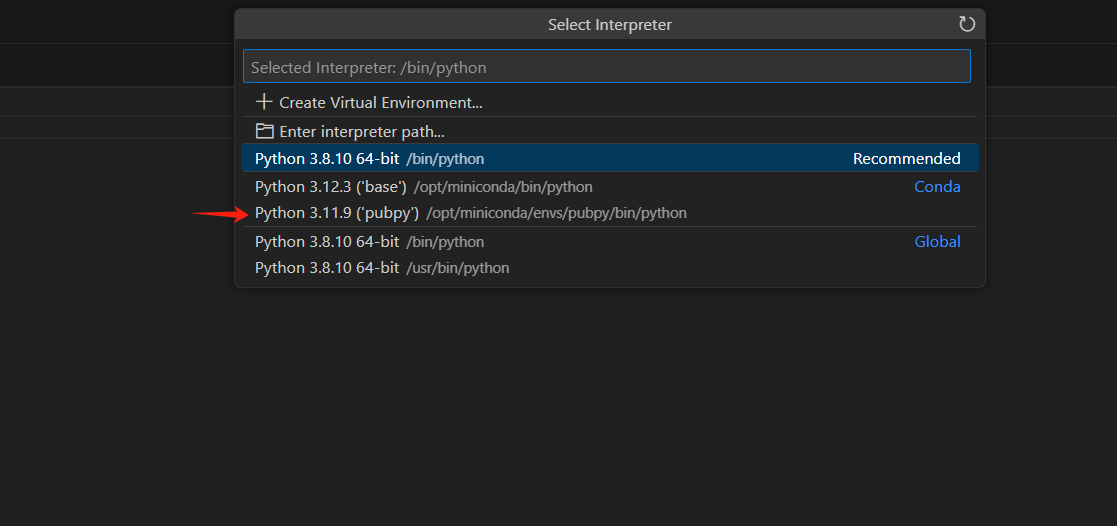 Select Interpreter
Selected Interpreter: /bin/python
Create Virtual Environment...
Enter interpreter path...
Python 3.8.10 64-bit /bin/python Recommended
Python 3.12.3 ('base') /opt/miniconda/bin/python Conda
Python 3.11.9 ('pubpy') /opt/miniconda/envs/pubpy/bin/python
Python 3.8.10 64-bit /bin/python Global
Python 3.8.10 64-bit /usr/bin/python